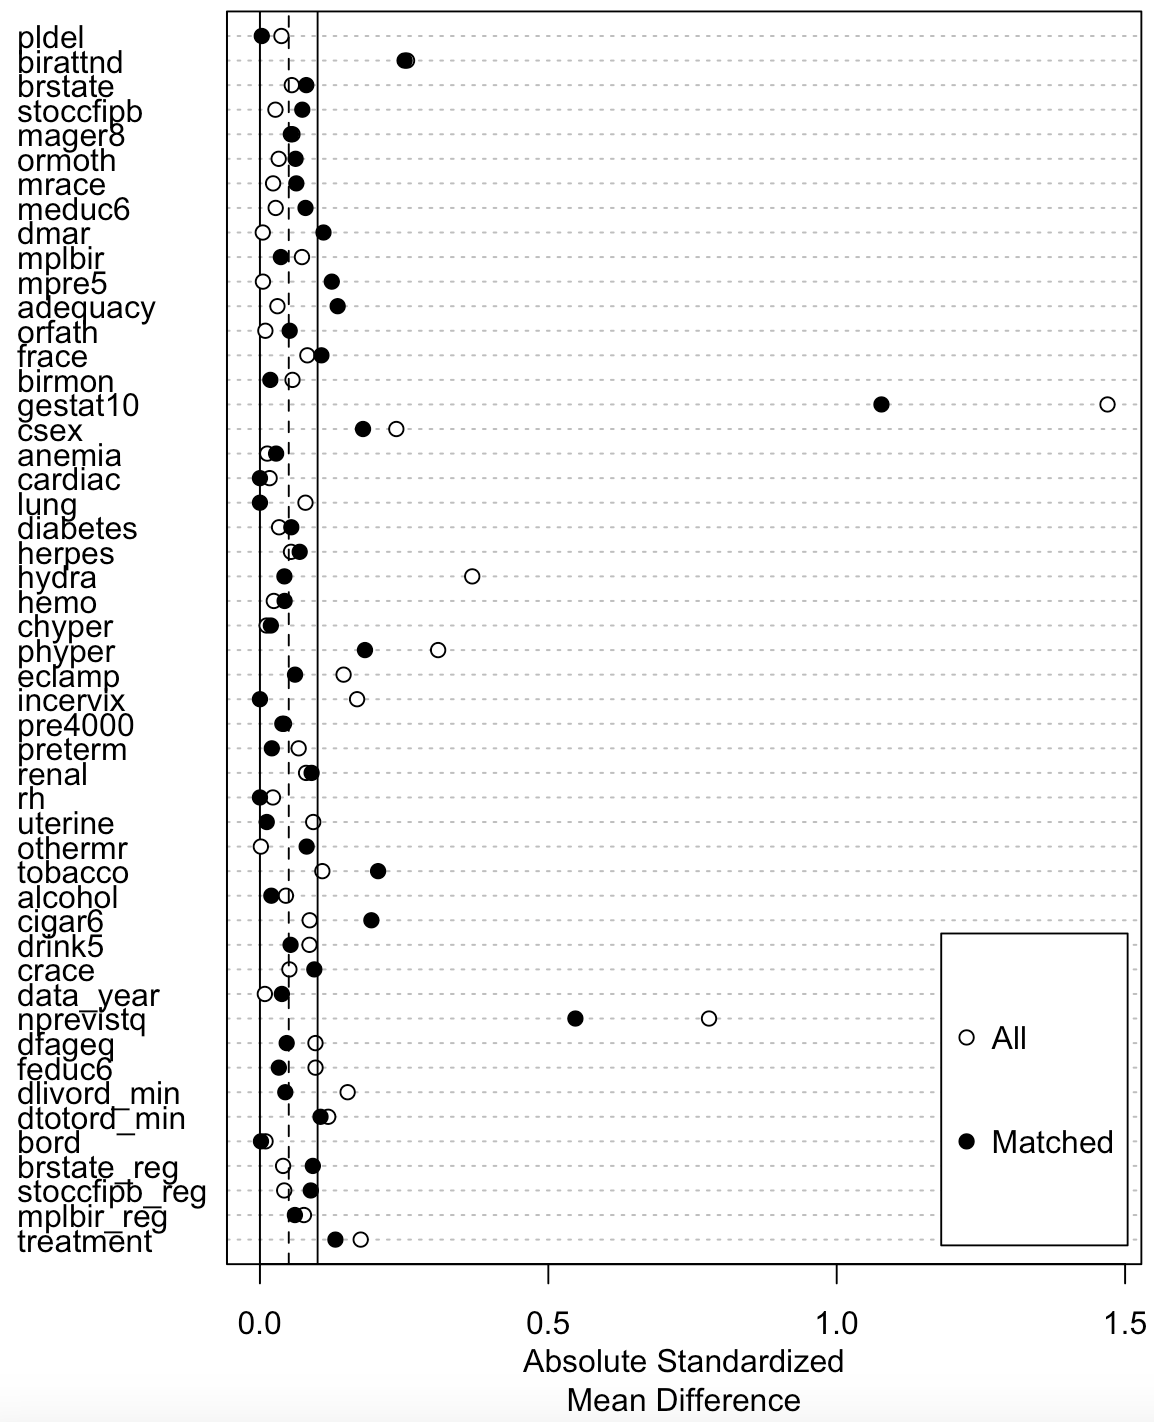 pldel
birattnd
brstate
stoccfipb
mager8
ormoth
mrace
meduc6
dmar
mplbir
mpre5
adequacy
orfath
frace
birmon
gestat10
csex
anemia
cardiac
lung
diabetes
herpes
hydra
hemo
chyper
phyper
eclamp
incervix
pre4000
preterm
renal
rh
uterine
othermr
tobacco
alcohol
cigar6
drink5
crace
data_year
nprevistq
dfageq
feduc6
dlivord_min
dtotord_min
bord
brstate_reg
stoccfipb_reg
mplbir_reg
treatment
All
Matched
0.0 0.5 1.0 1.5
Absolute Standardized
Mean Difference